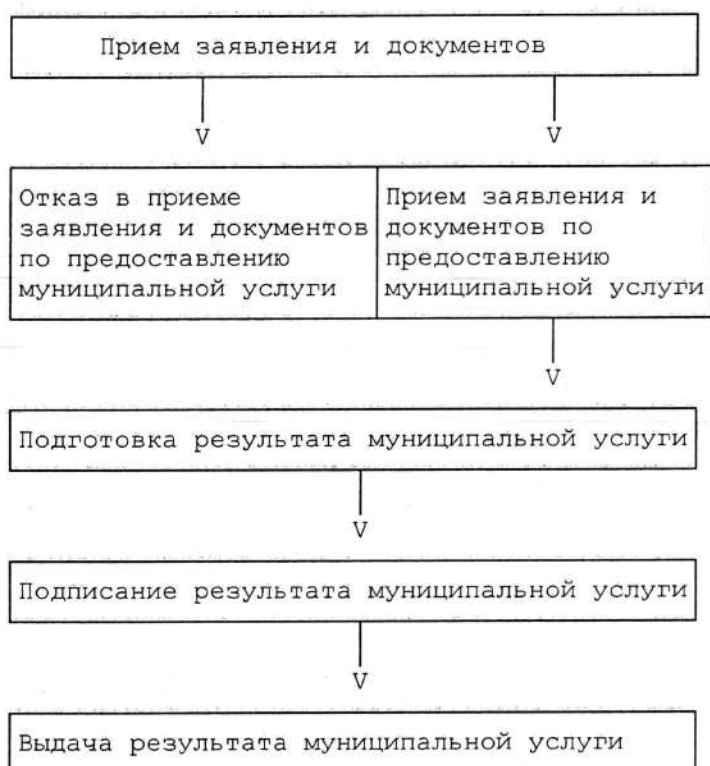 Прием заявления и документов
V V
Отказ в приеме
заявления и документов
по предоставлению
муниципальной услуги
Прием заявления и
документов по
предоставлению
муниципальной услуги
V
Подготовка результата муниципальной услуги
V
Подписание результата муниципальной услуги
V
Выдача результата муниципальной услуги